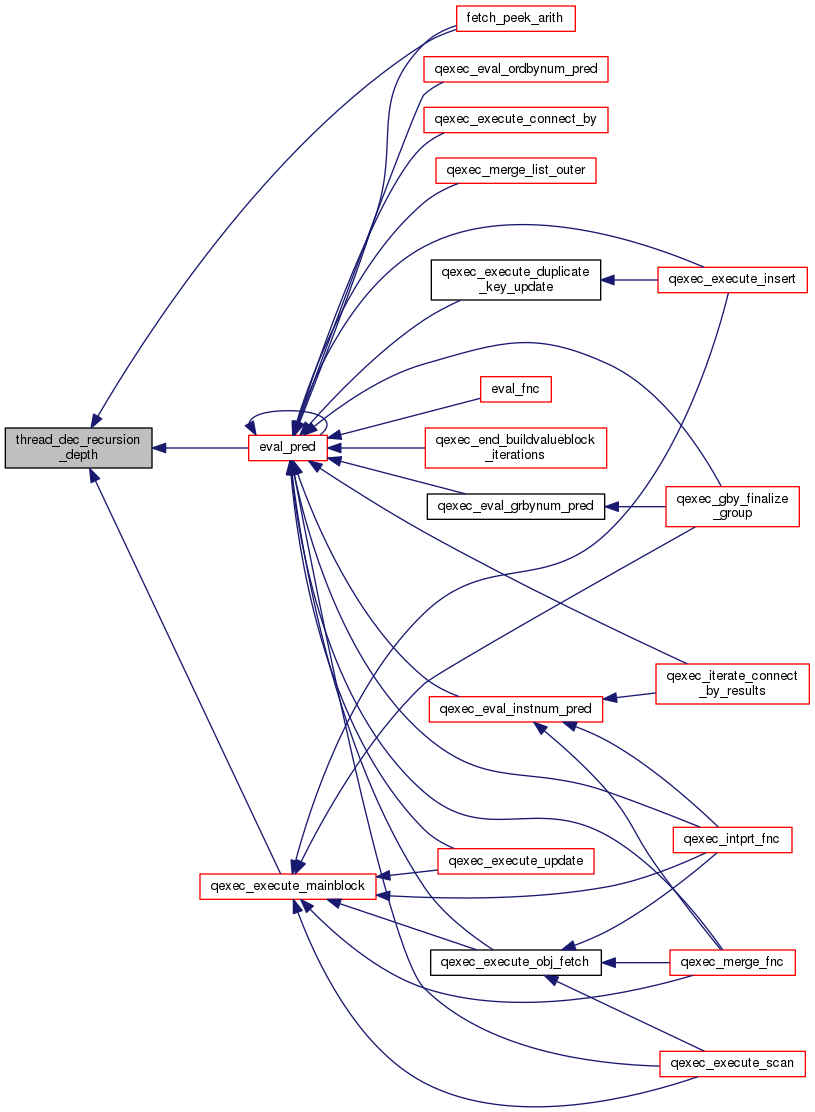 fetch_peek_arith
qexec_eval_ordbynum_pred
qexec_execute_connect_by
qexec_merge_list_outer
qexec_execute_duplicate
_key_update
qexec_execute_insert
eval_fnc
thread_dec_recursion
_depth
eval_pred
qexec_end_buildvalueblock
_iterations
qexec_eval_grbynum_pred
qexec_gby_finalize
_group
qexec_iterate_connect
_by_results
qexec_eval_instnum_pred
qexec_intprt_fnc
qexec_execute_update
qexec_execute_mainblock
qexec_execute_obj_fetch
qexec_merge_fnc
qexec_execute_scan